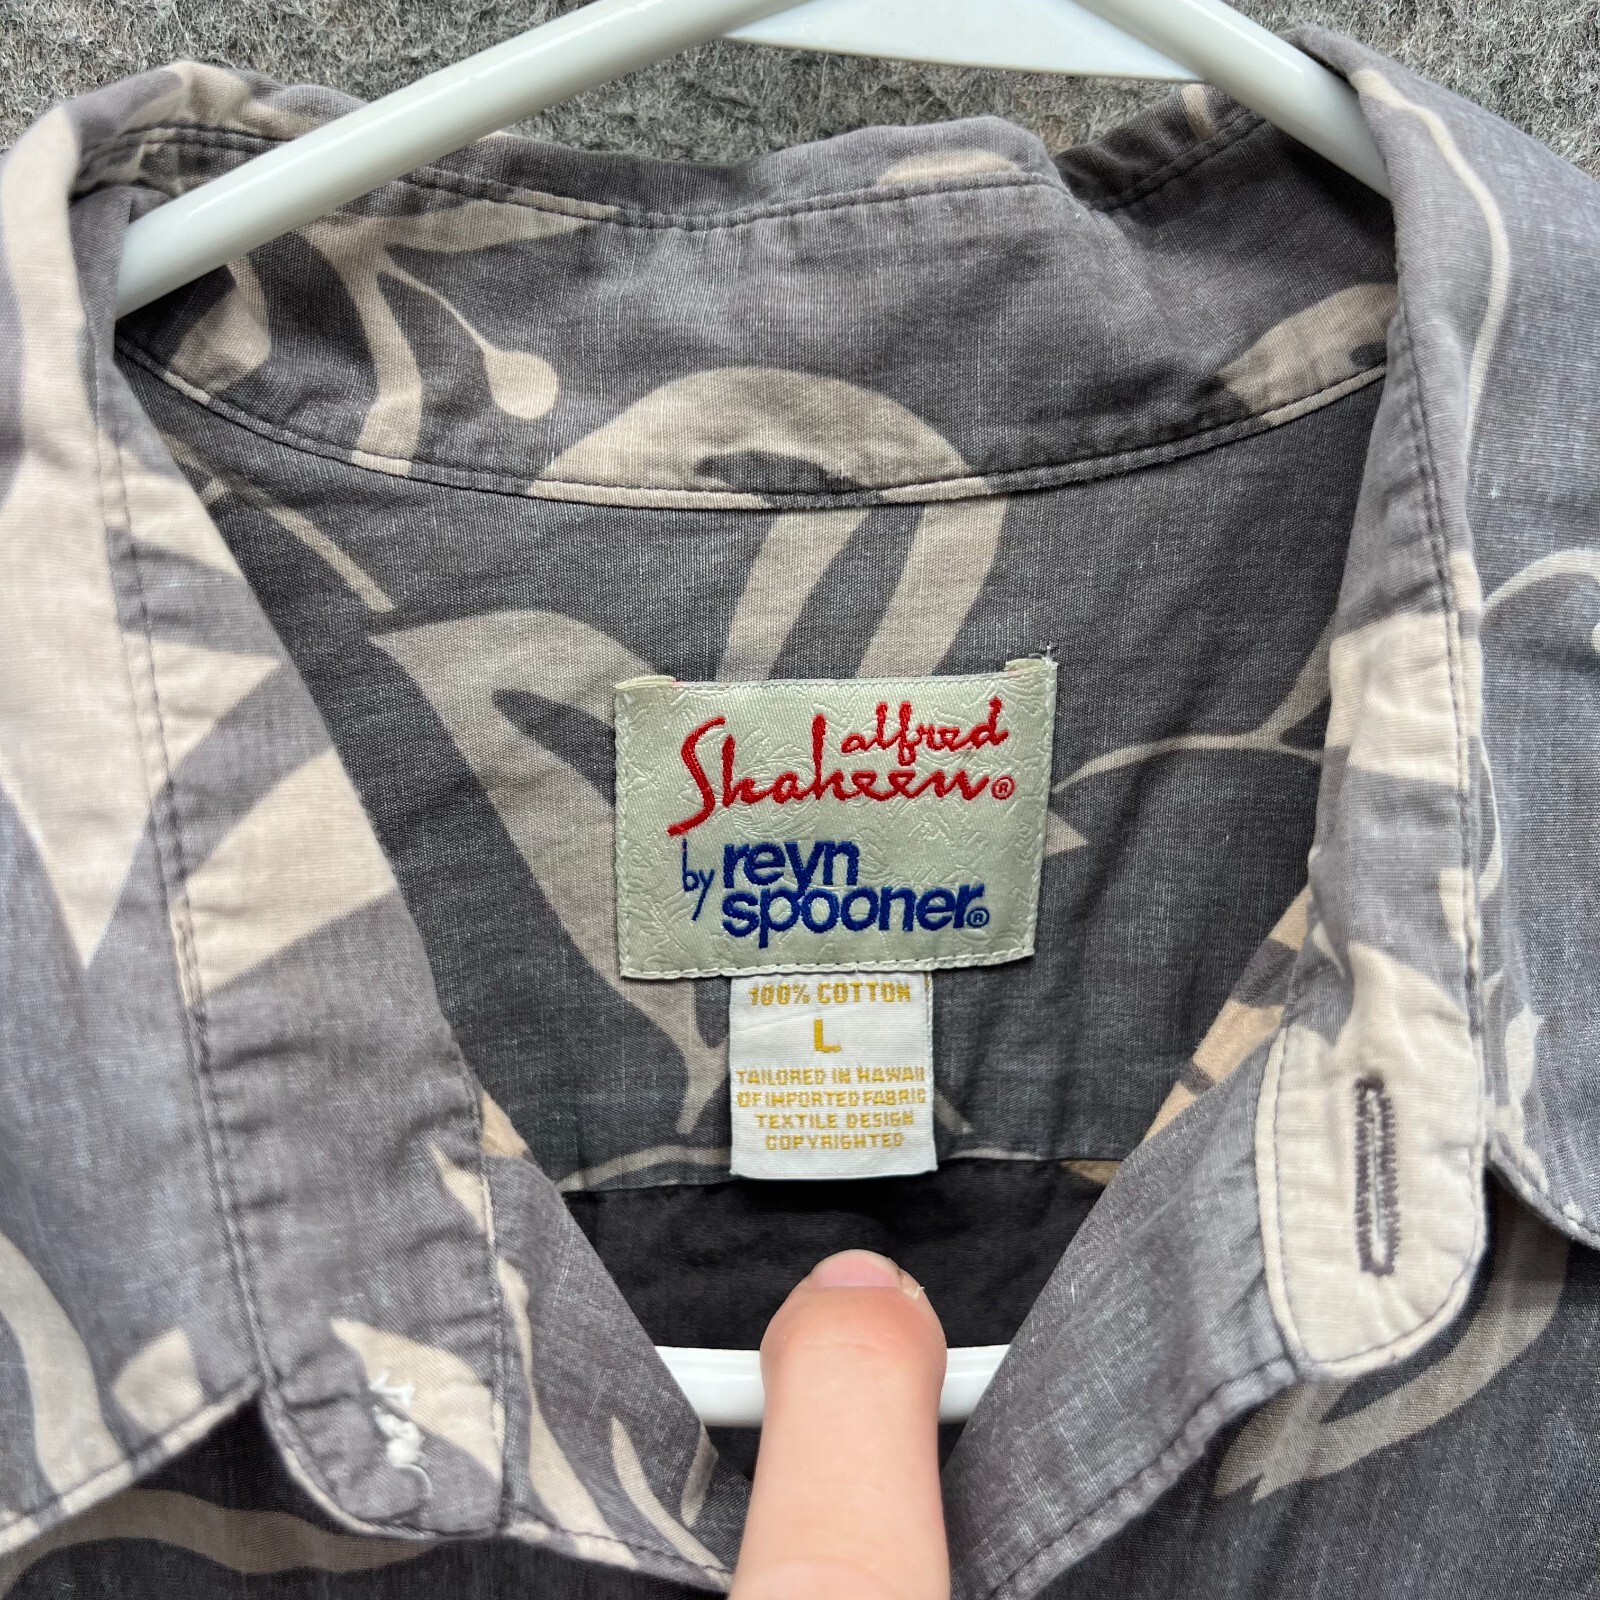 alfred
Shaheen®
by reyn
spooner®
100% COTTON
L
TAILORED IN HAWAII
OF IMPORTED FABRIC
TEXTILE DESIGN
COPYRIGHTED